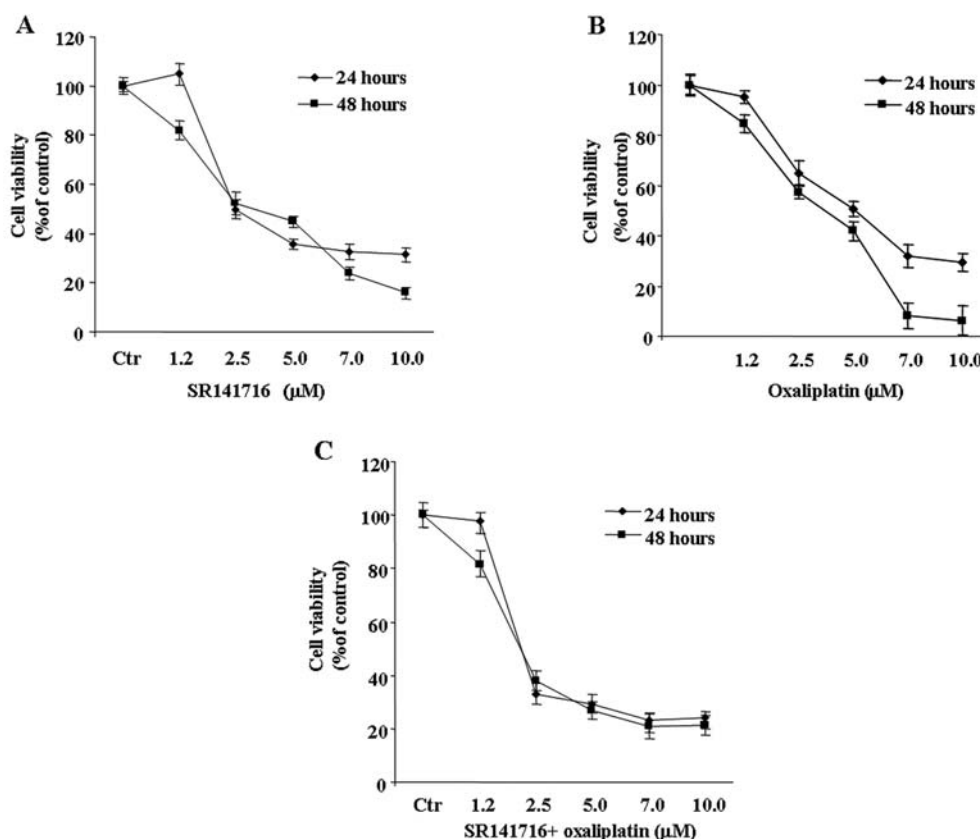 A
120
100
80
60
40
20
0
Cell viability
(%of control)
24 hours
48 hours
Ctr 1.2 2.5 5.0 7.0 10.0
SR141716 (µM)
B
120
100
80
60
40
20
0
Cell viability
(%of control)
24 hours
48 hours
1.2 2.5 5.0 7.0 10.0
Oxaliplatin (µM)
C
120
100
80
60
40
20
0
Cell viability
(%of control)
24 hours
48 hours
Ctr 1.2 2.5 5.0 7.0 10.0
SR141716+ oxaliplatin (µM)